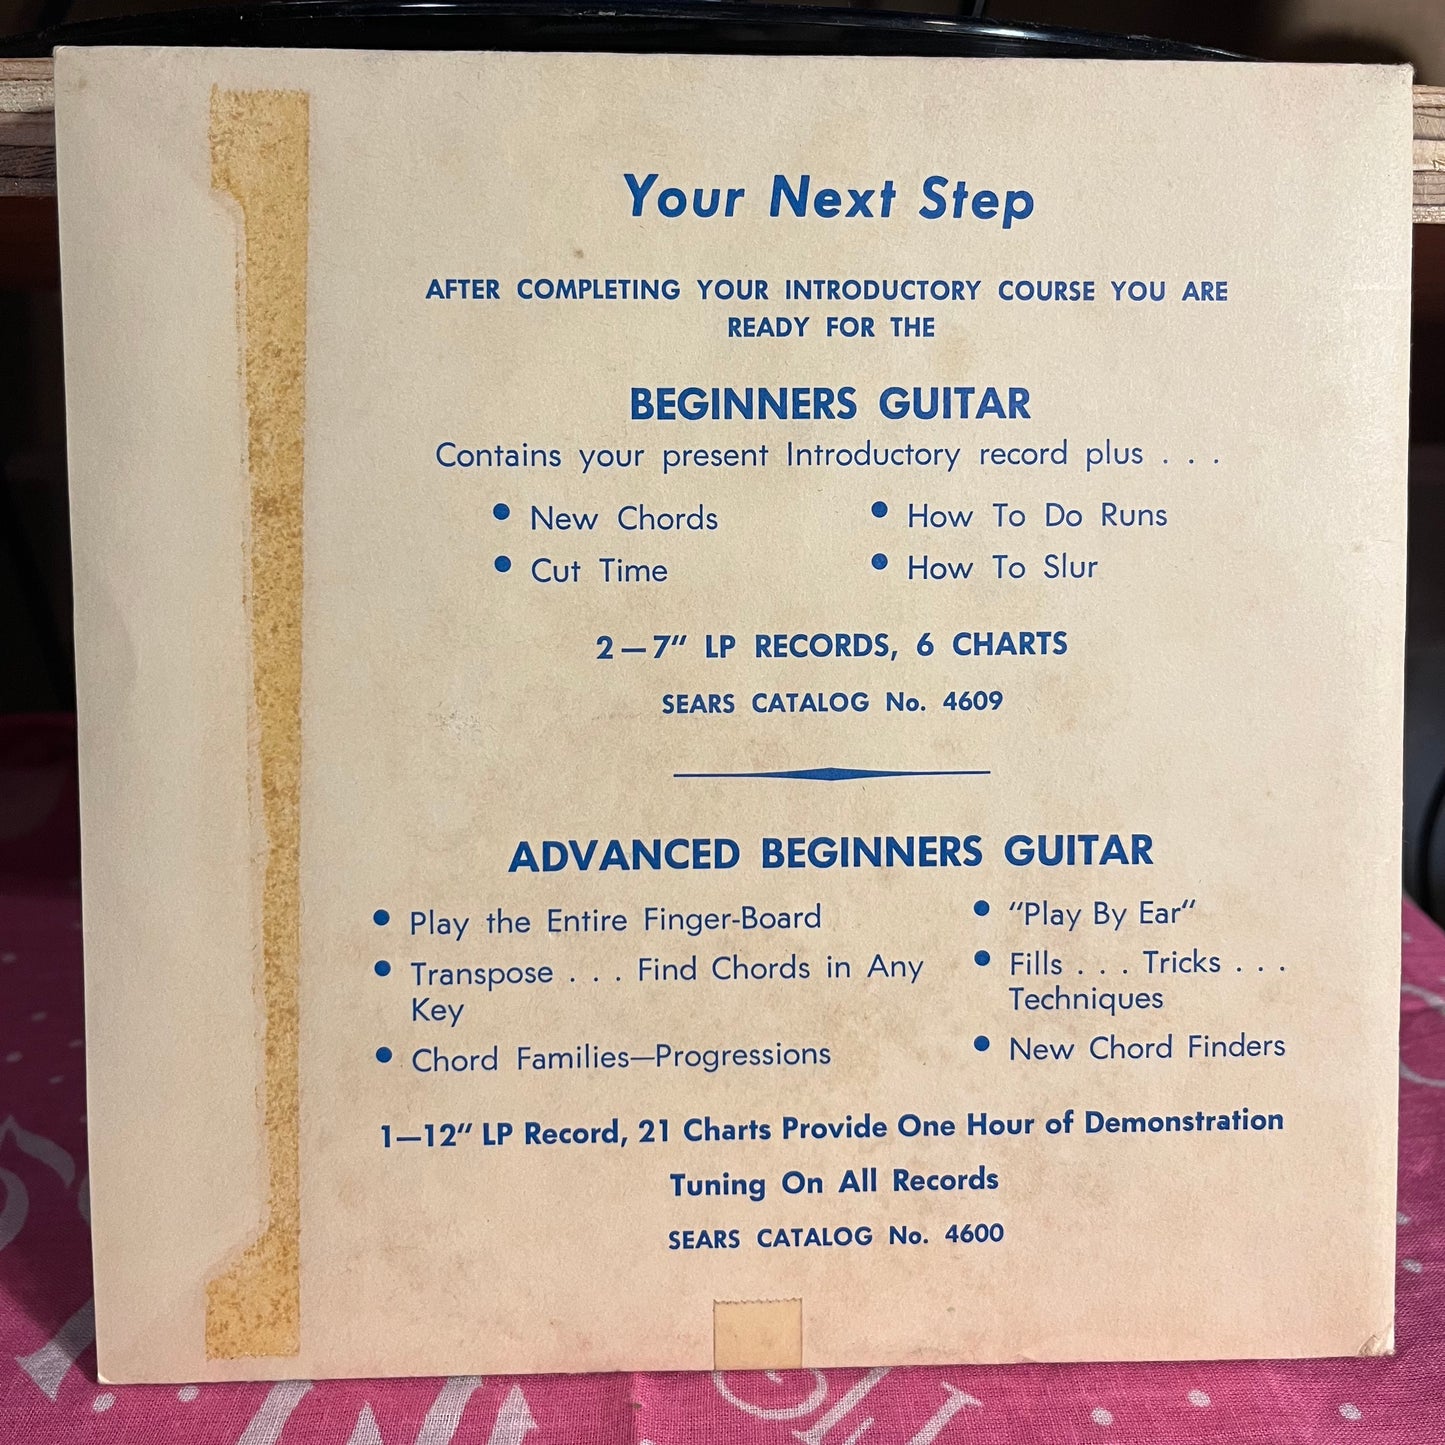 Your Next Step
AFTER COMPLETING YOUR INTRODUCTORY COURSE YOU ARE
READY FOR THE
BEGINNERS GUITAR
Contains your present Introductory record plus . . .
• New Chords
• Cut Time
• How To Do Runs
• How To Slur
2—7" LP RECORDS, 6 CHARTS
SEARS CATALOG No. 4609
ADVANCED BEGINNERS GUITAR
• Play the Entire Finger-Board
• Transpose . . . Find Chords in Any
Key
• Chord Families—Progressions
• "Play By Ear"
• Fills . . . Tricks . . .
Techniques
• New Chord Finders
1—12" LP Record, 21 Charts Provide One Hour of Demonstration
Tuning On All Records
SEARS CATALOG No. 4600